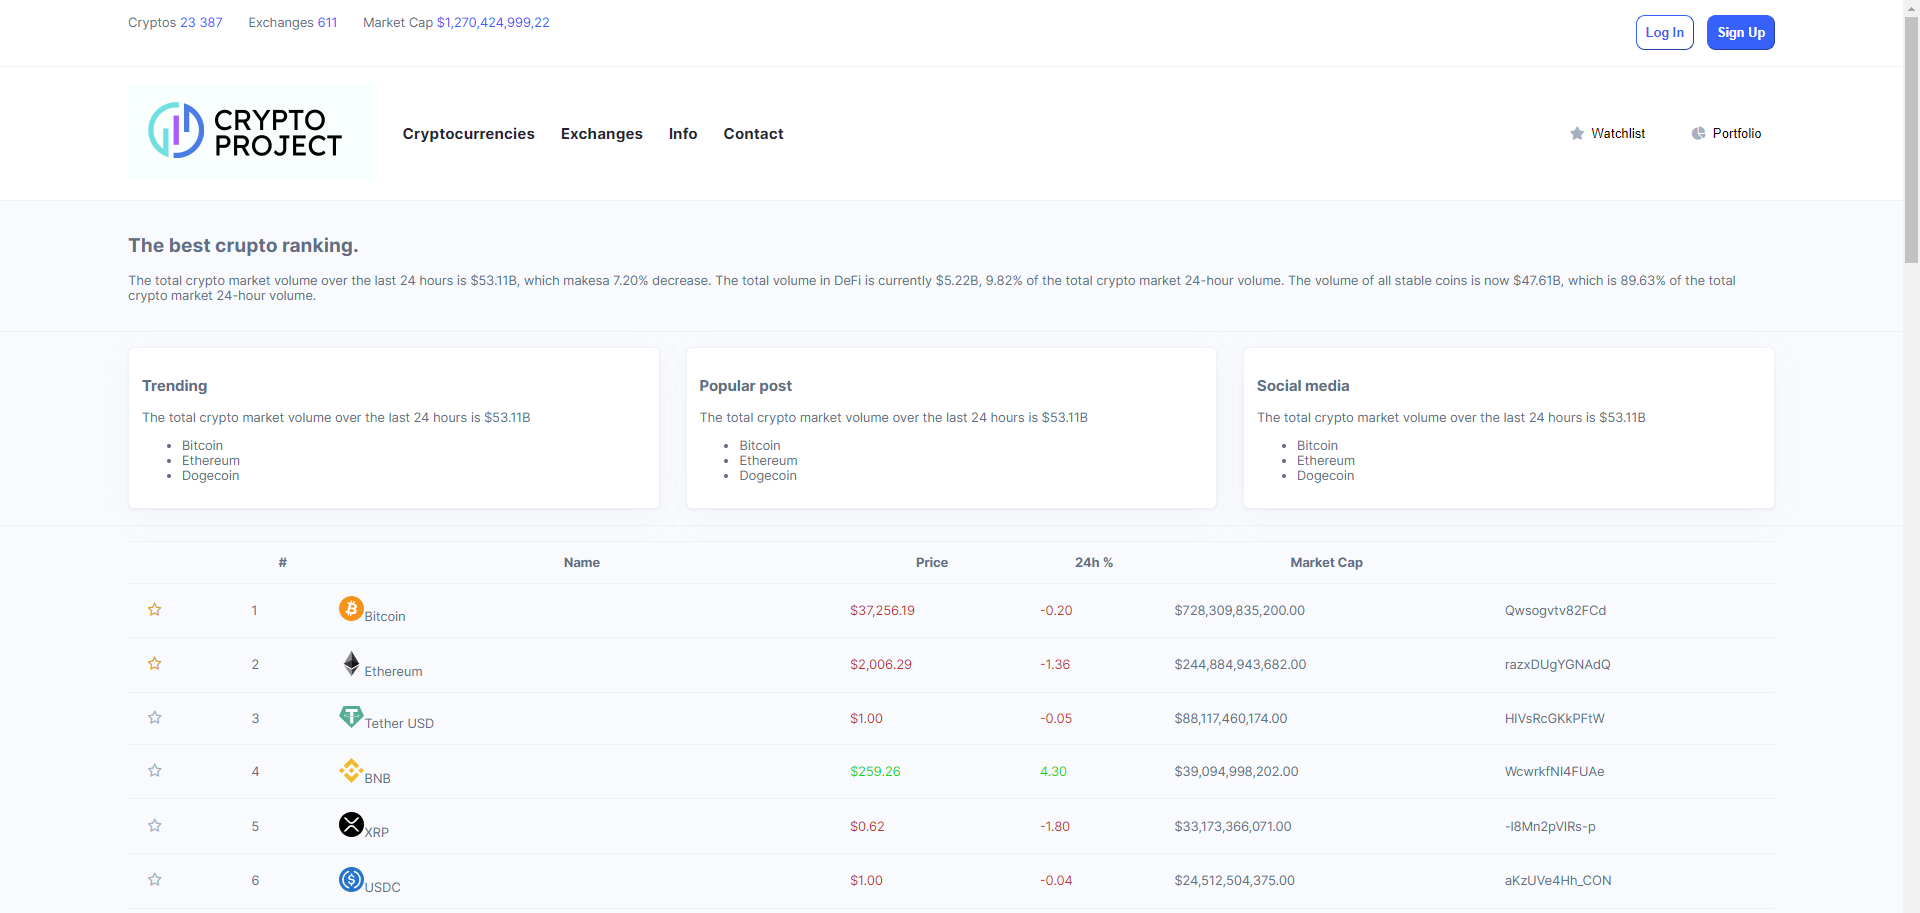 Cryptos 23 387 Exchanges 611 Market Cap $1,270,424,999,22
Log In Sign Up
CRYPTO
PROJECT
Cryptocurrencies Exchanges Info Contact
Watchlist Portfolio
The best crupto ranking.
The total crypto market volume over the last 24 hours is $53.11B, which makesa 7.20% decrease. The total volume in DeFi is currently $5.22B, 9.82% of the total crypto market 24-hour volume. The volume of all stable coins is now $47.61B, which is 89.63% of the total
crypto market 24-hour volume.
Trending
The total crypto market volume over the last 24 hours is $53.11B
Bitcoin
Ethereum
Dogecoin
Popular post
The total crypto market volume over the last 24 hours is $53.11B
Bitcoin
Ethereum
Dogecoin
Social media
The total crypto market volume over the last 24 hours is $53.11B
Bitcoin
Ethereum
Dogecoin
# Name Price 24h % Market Cap
1 Bitcoin $37,256.19 -0.20 $728,309,835,200.00 Qwsogvtv82FCd
2 Ethereum $2,006.29 -1.36 $244,884,943,682.00 razxDUgYGNAdQ
3 Tether USD $1.00 -0.05 $88,117,460,174.00 HIVsRcGKkPFtW
4 BNB $259.26 4.30 $39,094,998,202.00 WcwrkfNI4FUAe
5 XRP $0.62 -1.80 $33,173,366,071.00 -l8Mn2pVlRs-p
6 USDC $1.00 -0.04 $24,512,504,375.00 aKzUVe4Hh_CON